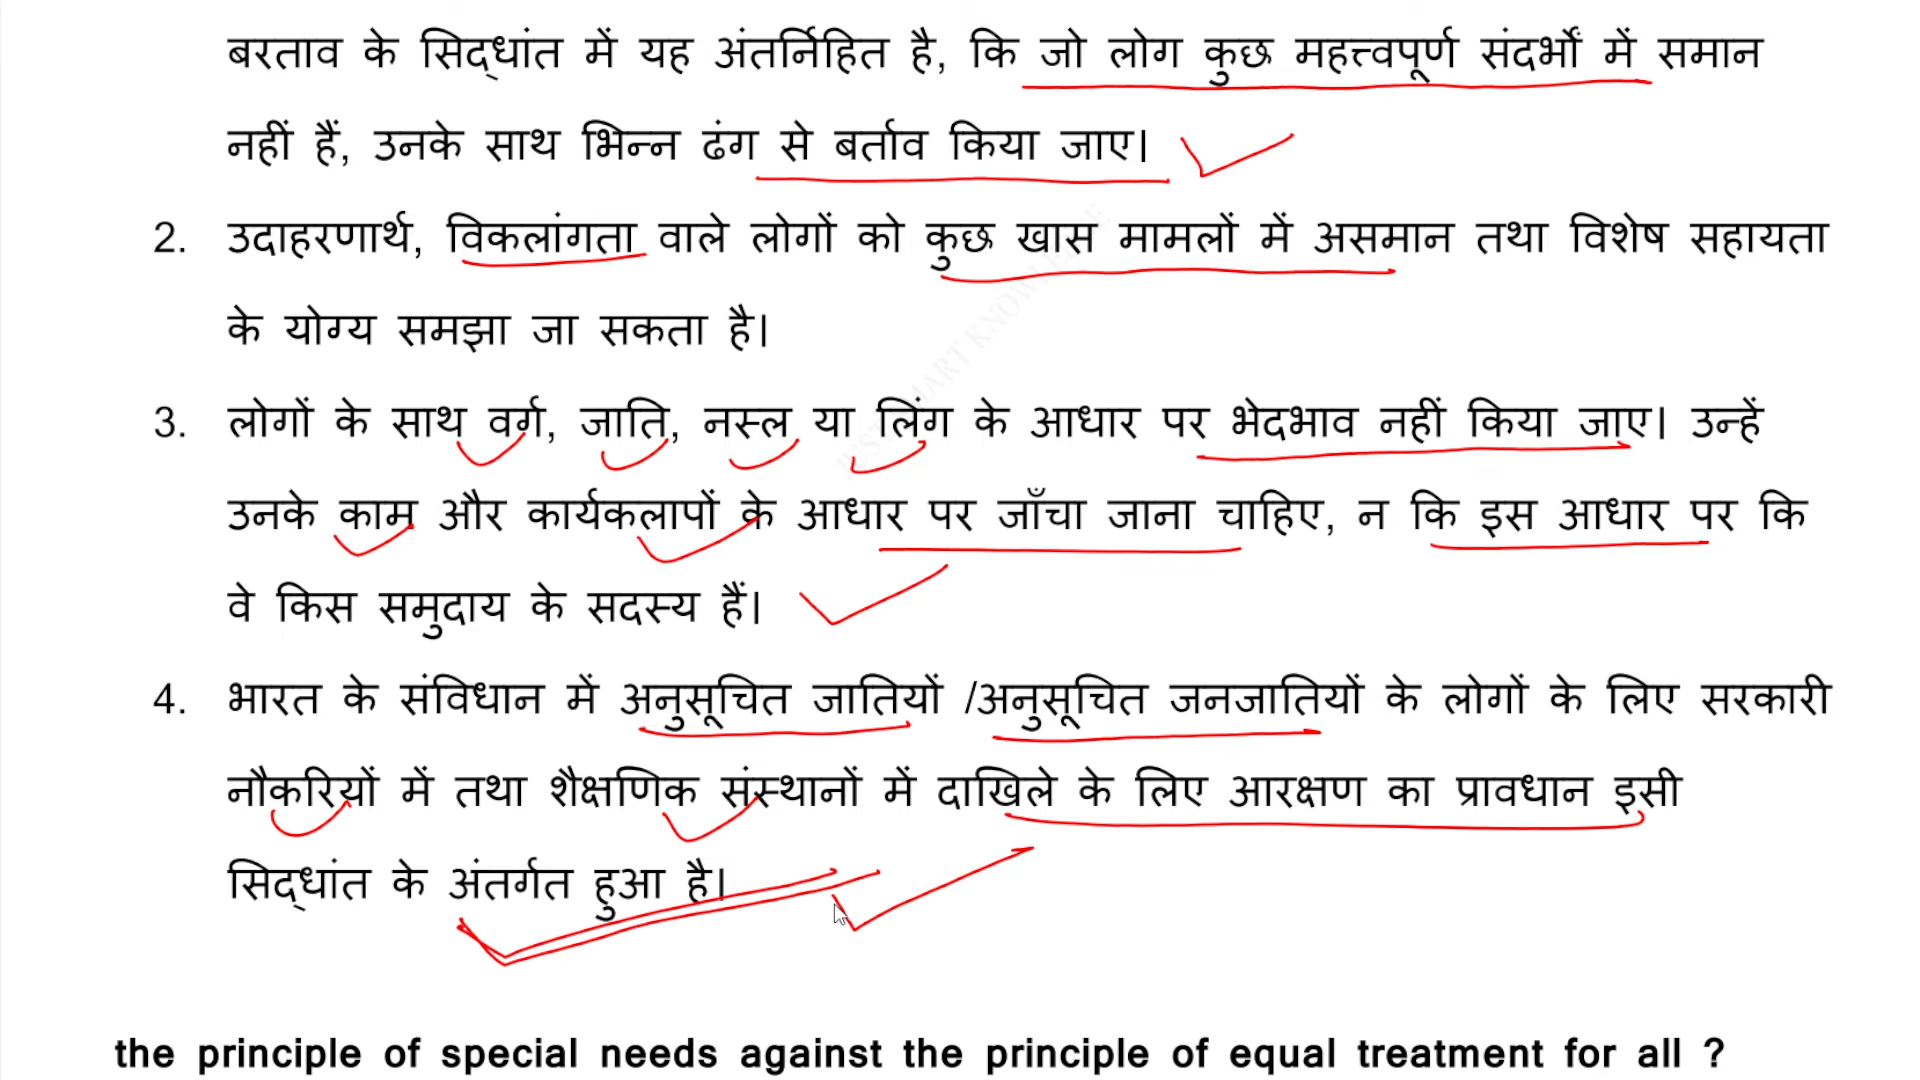 बरताव के सिद्धांत में यह अंतर्निहित है, कि जो लोग कुछ महत्त्वपूर्ण संदर्भों में समान
नहीं हैं, उनके साथ भिन्न ढंग से बर्ताव किया जाए।
2. उदाहरणार्थ, विकलांगता वाले लोगों को कुछ खास मामलों में असमान तथा विशेष सहायता
के योग्य समझा जा सकता है।
3. लोगों के साथ वर्ग, जाति, नस्ल या लिंग के आधार पर भेदभाव नहीं किया जाए। उन्हें
उनके काम और कार्यकलापों के आधार पर जाँचा जाना चाहिए, न कि इस आधार पर कि
वे किस समुदाय के सदस्य हैं।
4. भारत के संविधान में अनुसूचित जातियों /अनुसूचित जनजातियों के लोगों के लिए सरकारी
नौकरियों में तथा शैक्षणिक संस्थानों में दाखिले के लिए आरक्षण का प्रावधान इसी
सिद्धांत के अंतर्गत हुआ है।
the principle of special needs against the principle of equal treatment for all ?